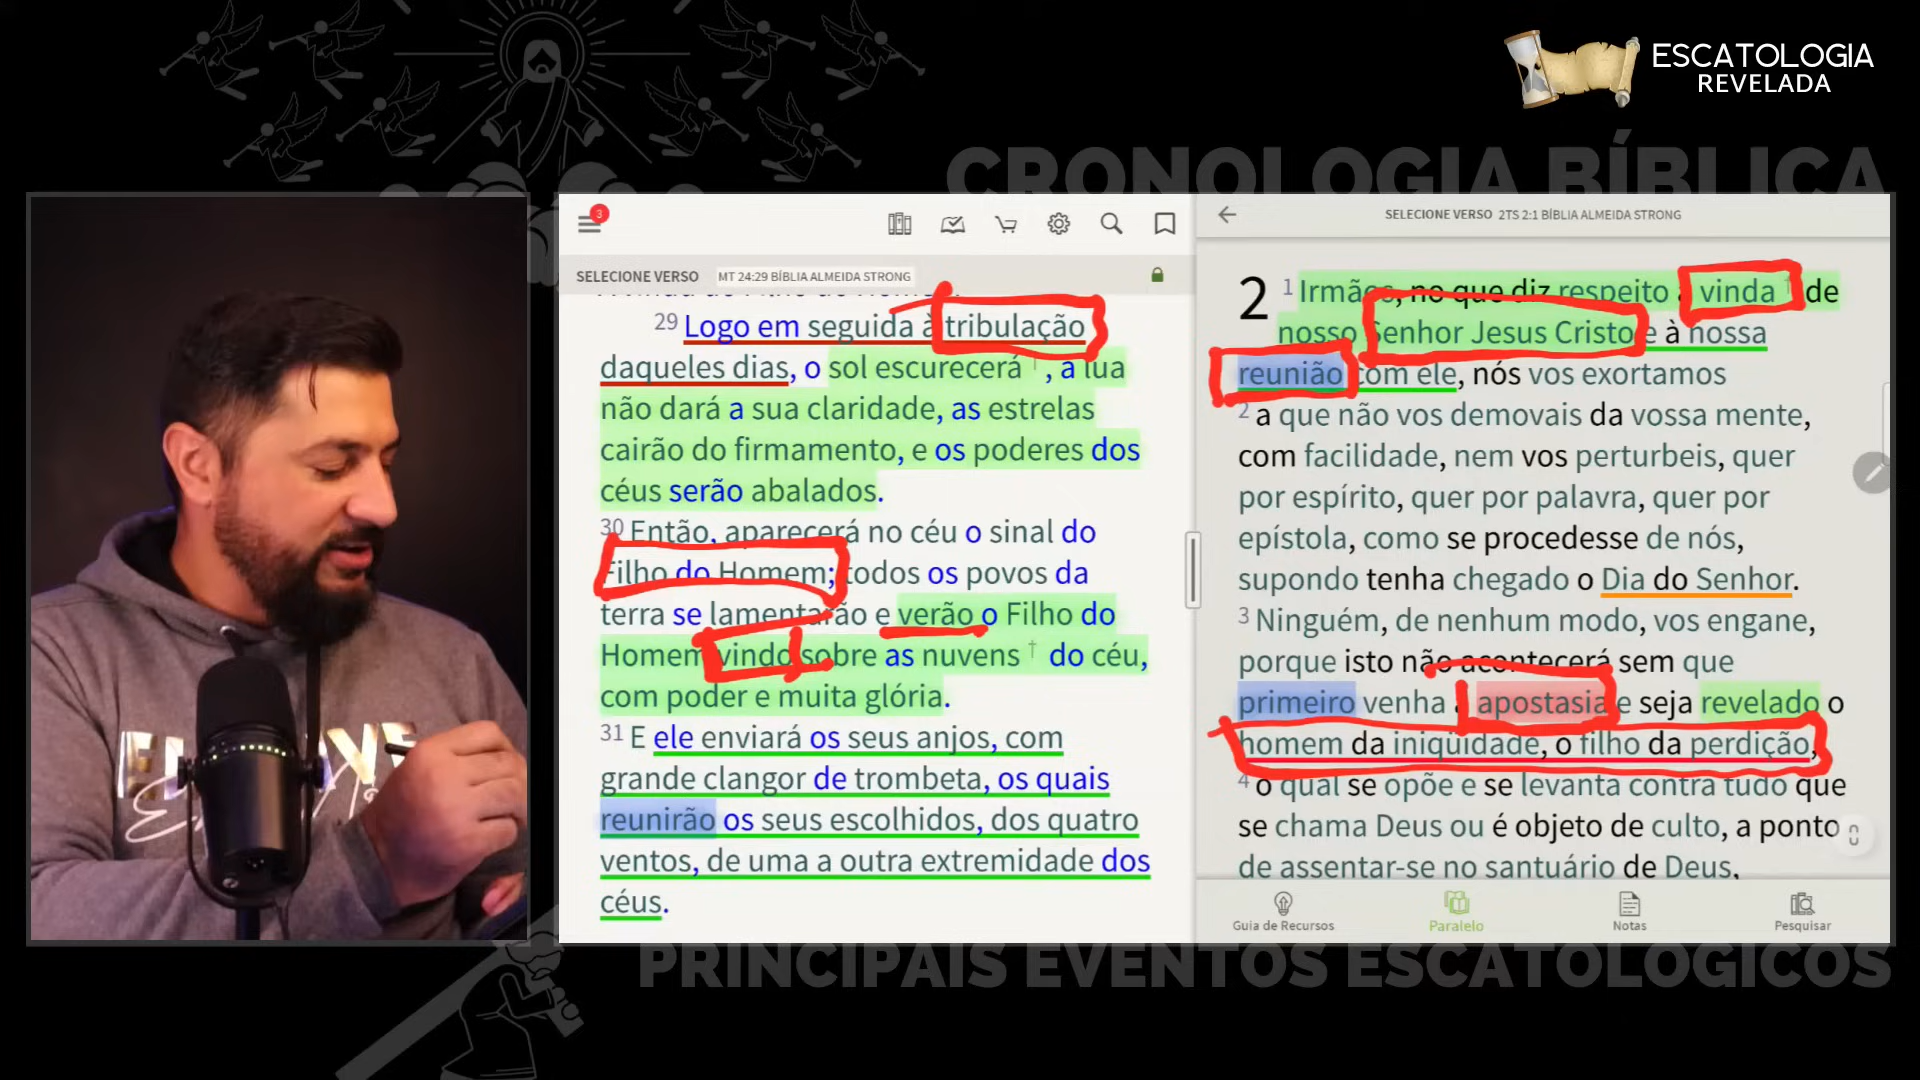 ESCATOLOGIA
REVELADA
CRONOLOGIA BÍBLICA
3
SELECIONE VERSO MT 24:29 BÍBLIA ALMEIDA STRONG
29 Logo em seguida à tribulação
daqueles dias, o sol escurecerá †, a lua
não dará a sua claridade, as estrelas
cairão do firmamento, e os poderes dos
céus serão abalados.
30 Então, aparecerá no céu o sinal do
Filho do Homem; todos os povos da
terra se lamentarão e verão o Filho do
Homem vindo sobre as nuvens † do céu,
com poder e muita glória.
31 E ele enviará os seus anjos, com
grande clangor de trombeta, os quais
reunirão os seus escolhidos, dos quatro
ventos, de uma a outra extremidade dos
céus.
SELECIONE VERSO 2TS 2:1 BÍBLIA ALMEIDA STRONG
2 1 Irmãos, no que diz respeito à vinda † de
nosso Senhor Jesus Cristo e à nossa
reunião com ele, nós vos exortamos
2 a que não vos demovais da vossa mente,
com facilidade, nem vos perturbeis, quer
por espírito, quer por palavra, quer por
epístola, como se procedesse de nós,
supondo tenha chegado o Dia do Senhor.
3 Ninguém, de nenhum modo, vos engane,
porque isto não acontecerá sem que
primeiro venha a apostasia e seja revelado o
homem da iniquidade, o filho da perdição,
4 o qual se opõe e se levanta contra tudo que
se chama Deus ou é objeto de culto, a ponto
de assentar-se no santuário de Deus,
Guia de Recursos
Paralelo
Notas
Pesquisar
PRINCIPAIS EVENTOS ESCATOLOGICOS